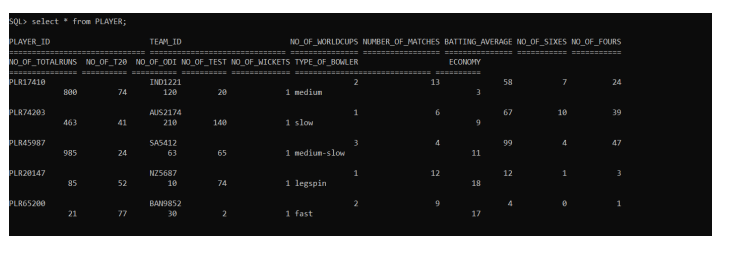 SQL> select * from PLAYER;
PLAYER_ID TEAM_ID NO_OF_WORLDCUPS NUMBER_OF_MATCHES BATTING_AVERAGE NO_OF_SIXES NO_OF_FOURS
NO_OF_TOTALRUNS NO_OF_T20 NO_OF_ODI NO_OF_TEST NO_OF_WICKETS TYPE_OF_BOWLER ECONOMY
PLR17410 IND1221 2 13 58 7 24
800 74 120 20 1 medium 3
PLR74203 AUS2174 1 6 67 10 39
463 41 210 140 1 slow 9
PLR45987 SA5412 3 4 99 4 47
985 24 63 65 1 medium-slow 11
PLR20147 NZ5687 1 12 12 1 3
85 52 10 74 1 legspin 18
PLR65200 BAN9852 2 9 4 0 1
21 77 30 2 1 fast 17